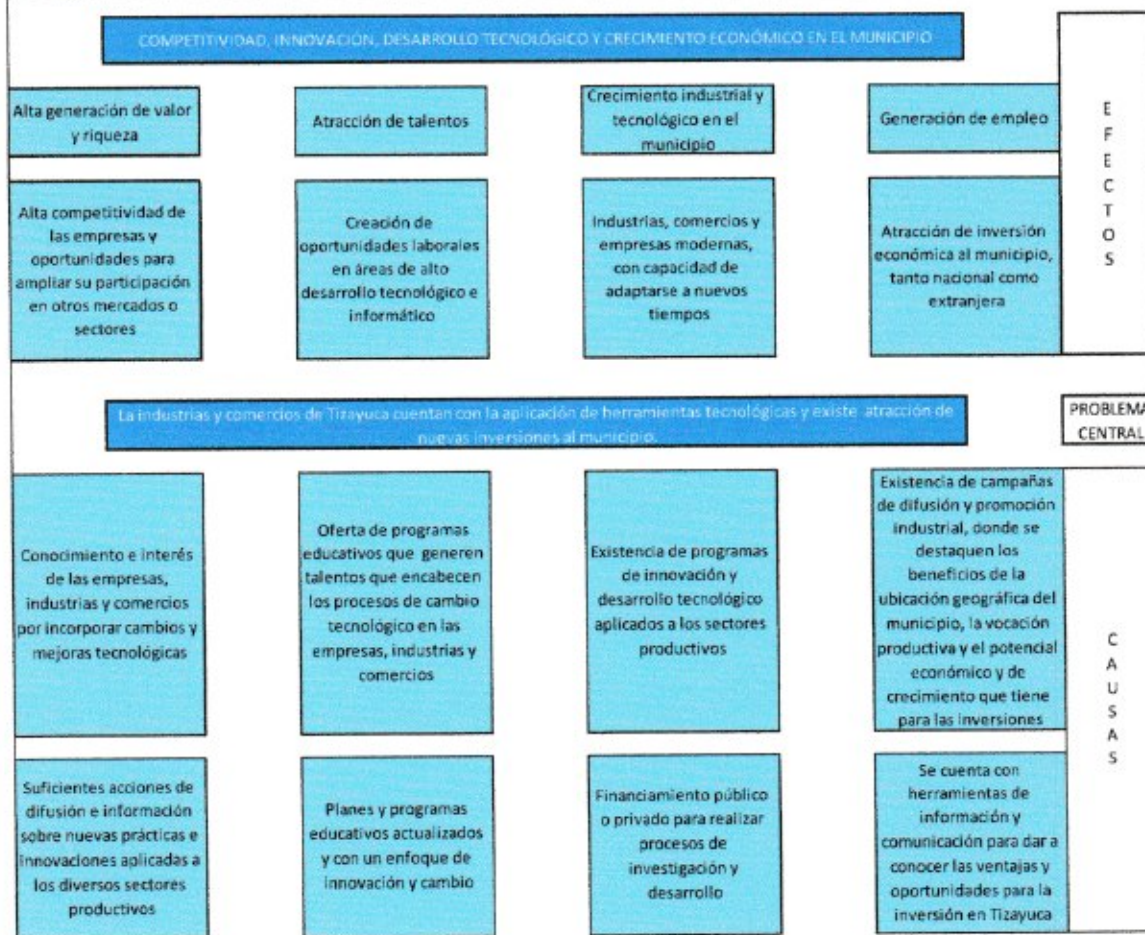 COMPETITIVIDAD, INNOVACIÓN, DESARROLLO TECNOLÓGICO Y CRECIMIENTO ECONÓMICO EN EL MUNICIPIO
Alta generación de valor
y riqueza
Atracción de talentos
Crecimiento industrial y
tecnológico en el
municipio
Generación de empleo
Alta competitividad de
las empresas y
oportunidades para
ampliar su participación
en otros mercados o
sectores
Creación de
oportunidades laborales
en áreas de alto
desarrollo tecnológico e
informático
Industrias, comercios y
empresas modernas,
con capacidad de
adaptarse a nuevos
tiempos
Atracción de inversión
económica al municipio,
tanto nacional como
extranjera
E
F
E
C
T
O
S
La industrias y comercios de Tizayuca cuentan con la aplicación de herramientas tecnológicas y existe atracción de
nuevas inversiones al municipio.
PROBLEMA
CENTRAL
Conocimiento e interés
de las empresas,
industrias y comercios
por incorporar cambios y
mejoras tecnológicas
Oferta de programas
educativos que generen
talentos que encabecen
los procesos de cambio
tecnológico en las
empresas, industrias y
comercios
Existencia de programas
de innovación y
desarrollo tecnológico
aplicados a los sectores
productivos
Existencia de campañas
de difusión y promoción
industrial, donde se
destaquen los
beneficios de la
ubicación geográfica del
municipio, la vocación
productiva y el potencial
económico y de
crecimiento que tiene
para las inversiones
Suficientes acciones de
difusión e información
sobre nuevas prácticas e
innovaciones aplicadas a
los diversos sectores
productivos
Planes y programas
educativos actualizados
y con un enfoque de
innovación y cambio
Financiamiento público
o privado para realizar
procesos de
investigación y
desarrollo
Se cuenta con
herramientas de
información y
comunicación para dar a
conocer las ventajas y
oportunidades para la
inversión en Tizayuca
C
A
U
S
A
S